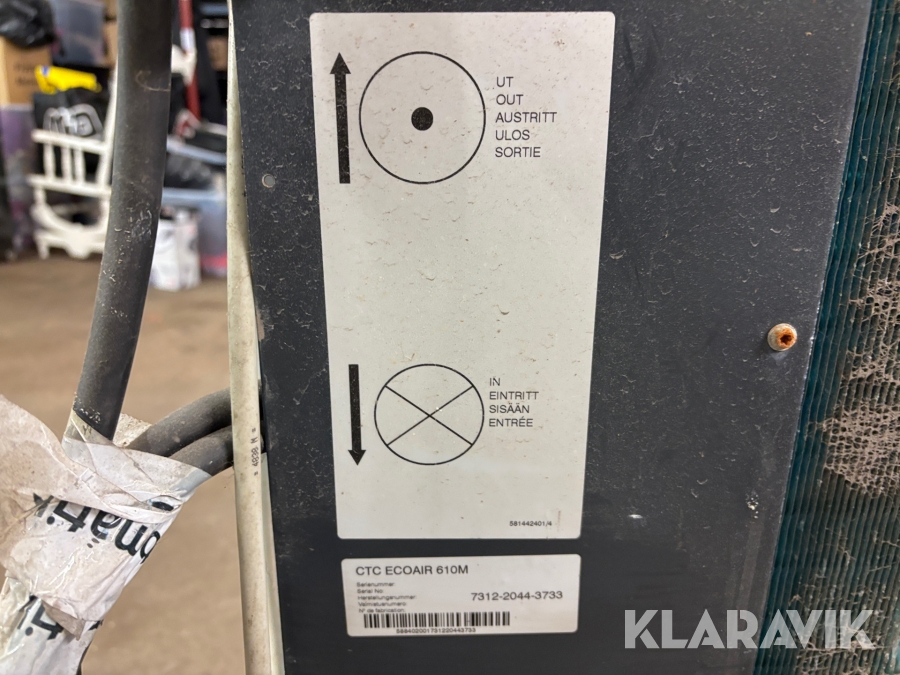 UT
OUT
AUSTRITT
ULOS
SORTIE
IN
EINTRITT
SISÄÄN
ENTRÉE
581442401/4
CTC ECOAIR 610M
Serienummer:
Serial No:
Herstellungsnummer:
Valmistusnumero:
N° de fabrication:
7312-2044-3733
588402001731220443733
KLARAVIK